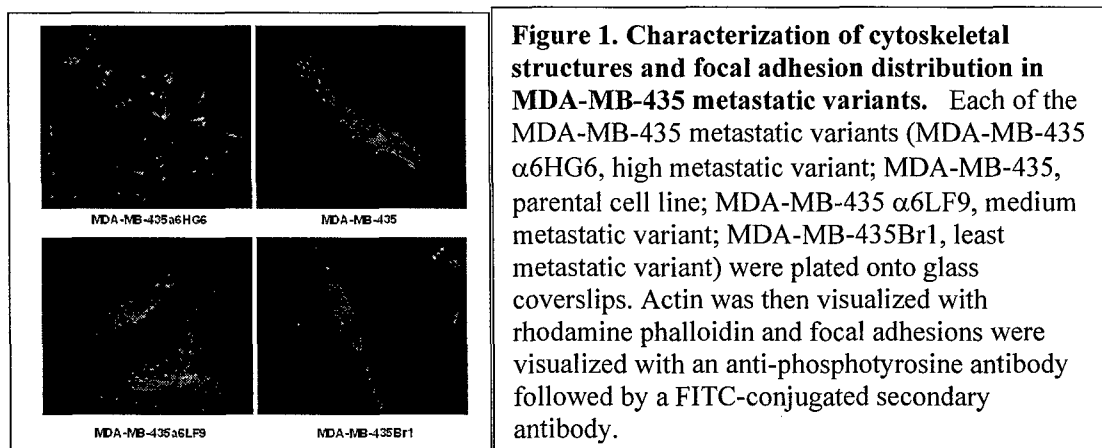 MDA-MB-435a6HG6
MDA-MB-435
MDA-MB-435a6LF9
MDA-MB-435Br1
Figure 1. Characterization of cytoskeletal
structures and focal adhesion distribution in
MDA-MB-435 metastatic variants. Each of the
MDA-MB-435 metastatic variants (MDA-MB-435
α6HG6, high metastatic variant; MDA-MB-435,
parental cell line; MDA-MB-435 α6LF9, medium
metastatic variant; MDA-MB-435Br1, least
metastatic variant) were plated onto glass
coverslips. Actin was then visualized with
rhodamine phalloidin and focal adhesions were
visualized with an anti-phosphotyrosine antibody
followed by a FITC-conjugated secondary
antibody.